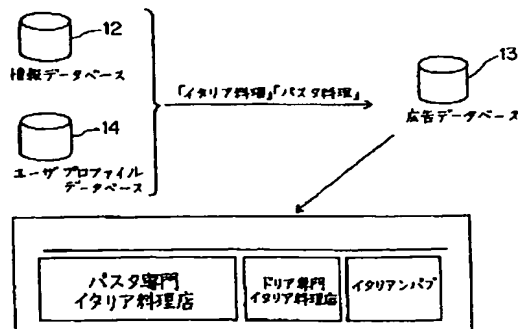 12
情報データベース
14
ユーザプロファイル
データベース
「イタリア料理」「パスタ料理」
13
広告データベース
パスタ専門
イタリア料理店
ドリア専門
イタリア料理店
イタリアンパブ